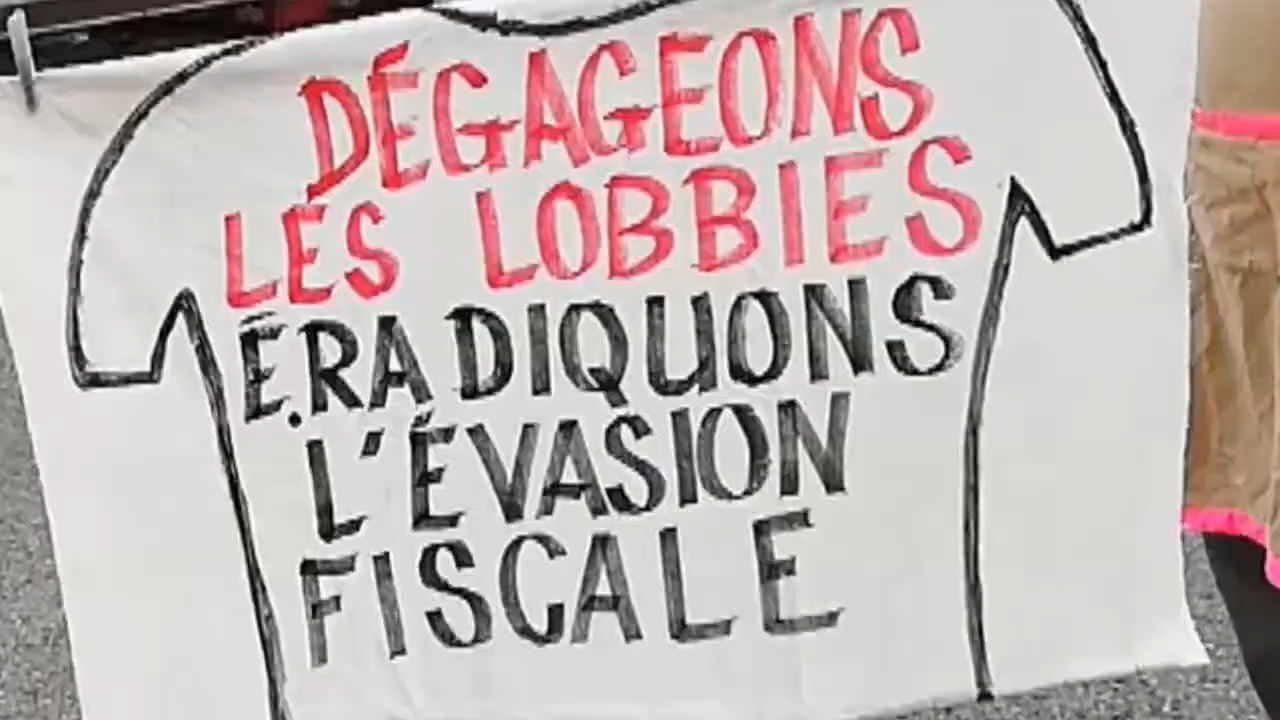 DÉGAGEONS
LES LOBBIES
ÉRADIQUONS
L'ÉVASION
FISCALE